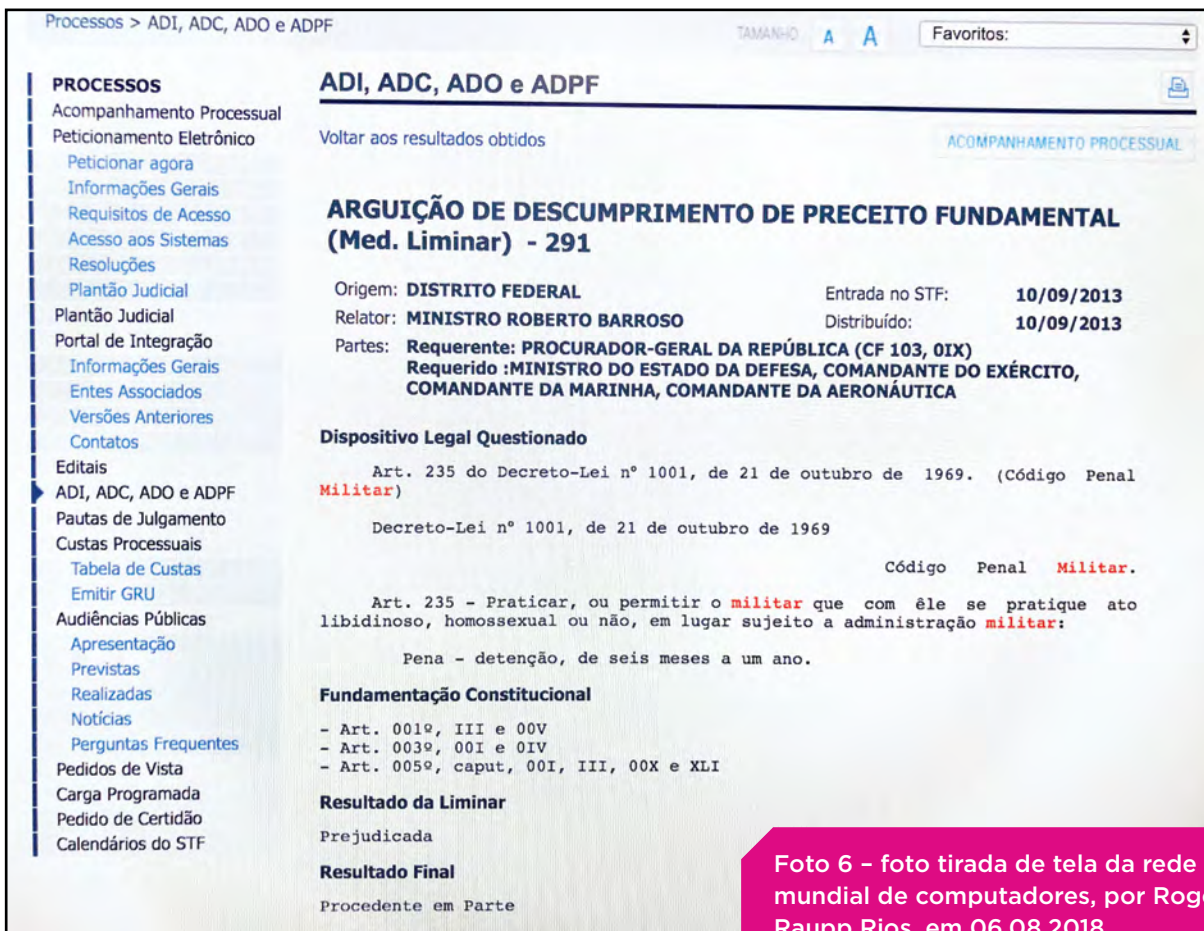 Processos > ADI, ADC, ADO e ADPF
TAMANHO A A Favoritos:
PROCESSOS
Acompanhamento Processual
Peticionamento Eletrônico
Peticionar agora
Informações Gerais
Requisitos de Acesso
Acesso aos Sistemas
Resoluções
Plantão Judicial
Plantão Judicial
Portal de Integração
Informações Gerais
Entes Associados
Versões Anteriores
Contatos
Editais
ADI, ADC, ADO e ADPF
Pautas de Julgamento
Custas Processuais
Tabela de Custas
Emitir GRU
Audiências Públicas
Apresentação
Previstas
Realizadas
Notícias
Perguntas Frequentes
Pedidos de Vista
Carga Programada
Pedido de Certidão
Calendários do STF
ADI, ADC, ADO e ADPF
Voltar aos resultados obtidos
ACOMPANHAMENTO PROCESSUAL
ARGUIÇÃO DE DESCUMPRIMENTO DE PRECEITO FUNDAMENTAL
(Med. Liminar) - 291
Origem: DISTRITO FEDERAL Entrada no STF: 10/09/2013
Relator: MINISTRO ROBERTO BARROSO Distribuído: 10/09/2013
Partes: Requerente: PROCURADOR-GERAL DA REPÚBLICA (CF 103, 0IX)
Requerido :MINISTRO DO ESTADO DA DEFESA, COMANDANTE DO EXÉRCITO,
COMANDANTE DA MARINHA, COMANDANTE DA AERONÁUTICA
Dispositivo Legal Questionado
Art. 235 do Decreto-Lei nº 1001, de 21 de outubro de 1969. (Código Penal
Militar)
Decreto-Lei nº 1001, de 21 de outubro de 1969
Código Penal Militar.
Art. 235 - Praticar, ou permitir o militar que com êle se pratique ato
libidinoso, homossexual ou não, em lugar sujeito a administração militar:
Pena - detenção, de seis meses a um ano.
Fundamentação Constitucional
- Art. 001º, III e 00V
- Art. 003º, 00I e 0IV
- Art. 005º, caput, 00I, III, 00X e XLI
Resultado da Liminar
Prejudicada
Resultado Final
Procedente em Parte
Foto 6 – foto tirada de tela da rede
mundial de computadores, por
Raupp Rios, em 06.08.2018